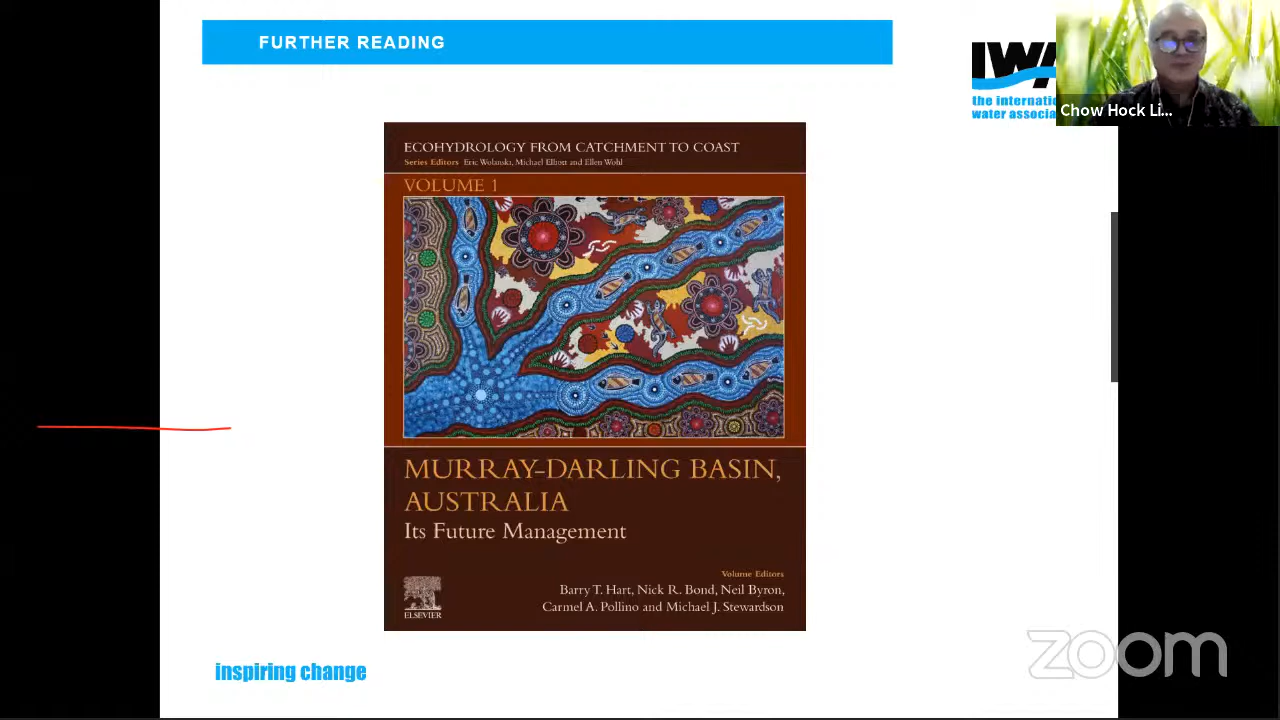 FURTHER READING
IWA
the internatio
water associa
Chow Hock Li...
ECOHYDROLOGY FROM CATCHMENT TO COAST
Series Editors Eric Wolanski, Michael Elliott and Ellen Wohl
VOLUME 1
MURRAY-DARLING BASIN,
AUSTRALIA
Its Future Management
Volume Editors
Barry T. Hart, Nick R. Bond, Neil Byron,
Carmel A. Pollino and Michael J. Stewardson
ELSEVIER
inspiring change
zoom